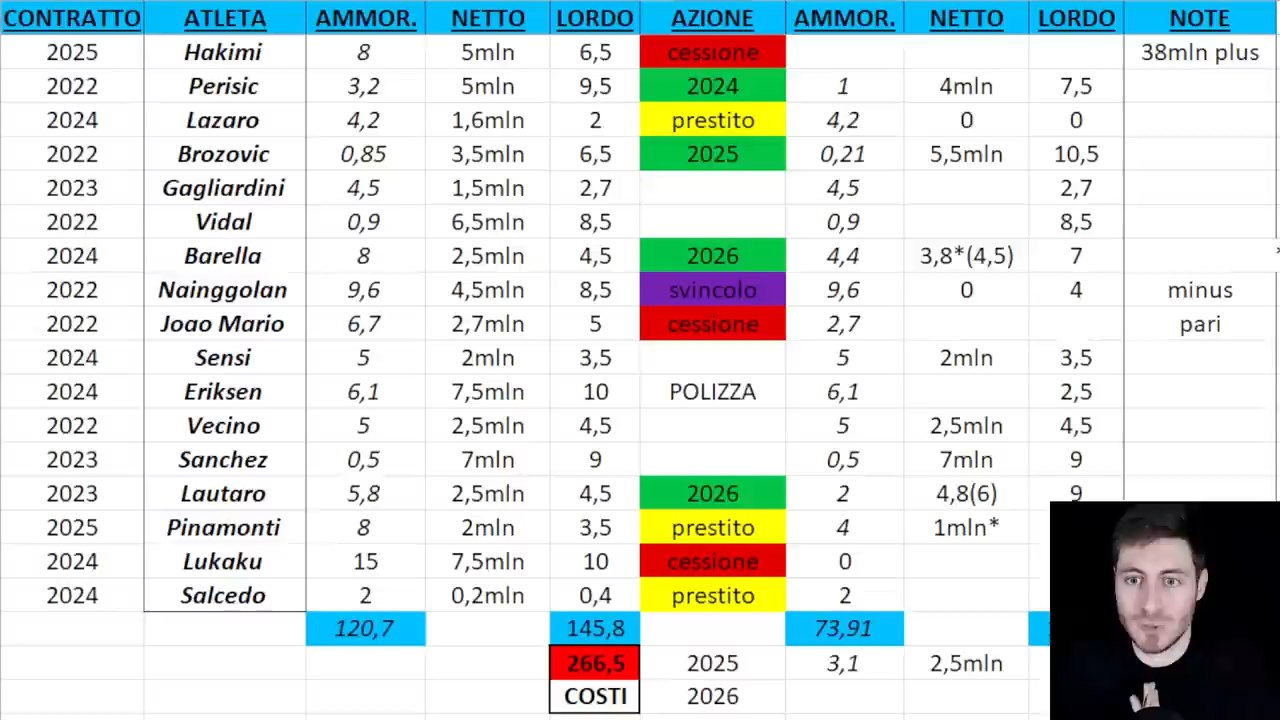 CONTRATTO ATLETA AMMOR. NETTO LORDO AZIONE AMMOR. NETTO LORDO NOTE
2025 Hakimi 8 5mln 6,5 cessione 38mln plus
2022 Perisic 3,2 5mln 9,5 2024 1 4mln 7,5
2024 Lazaro 4,2 1,6mln 2 prestito 4,2 0 0
2022 Brozovic 0,85 3,5mln 6,5 2025 0,21 5,5mln 10,5
2023 Gagliardini 4,5 1,5mln 2,7 4,5 2,7
2022 Vidal 0,9 6,5mln 8,5 0,9 8,5
2024 Barella 8 2,5mln 4,5 2026 4,4 3,8*(4,5) 7 *
2022 Nainggolan 9,6 4,5mln 8,5 svincolo 9,6 0 4 minus
2022 Joao Mario 6,7 2,7mln 5 cessione 2,7 pari
2024 Sensi 5 2mln 3,5 5 2mln 3,5
2024 Eriksen 6,1 7,5mln 10 POLIZZA 6,1 2,5
2022 Vecino 5 2,5mln 4,5 5 2,5mln 4,5
2023 Sanchez 0,5 7mln 9 0,5 7mln 9
2023 Lautaro 5,8 2,5mln 4,5 2026 2 4,8(6) 9
2025 Pinamonti 8 2mln 3,5 prestito 4 1mln*
2024 Lukaku 15 7,5mln 10 cessione 0
2024 Salcedo 2 0,2mln 0,4 prestito 2
120,7 145,8 73,91
266,5 2025 3,1 2,5mln
COSTI 2026